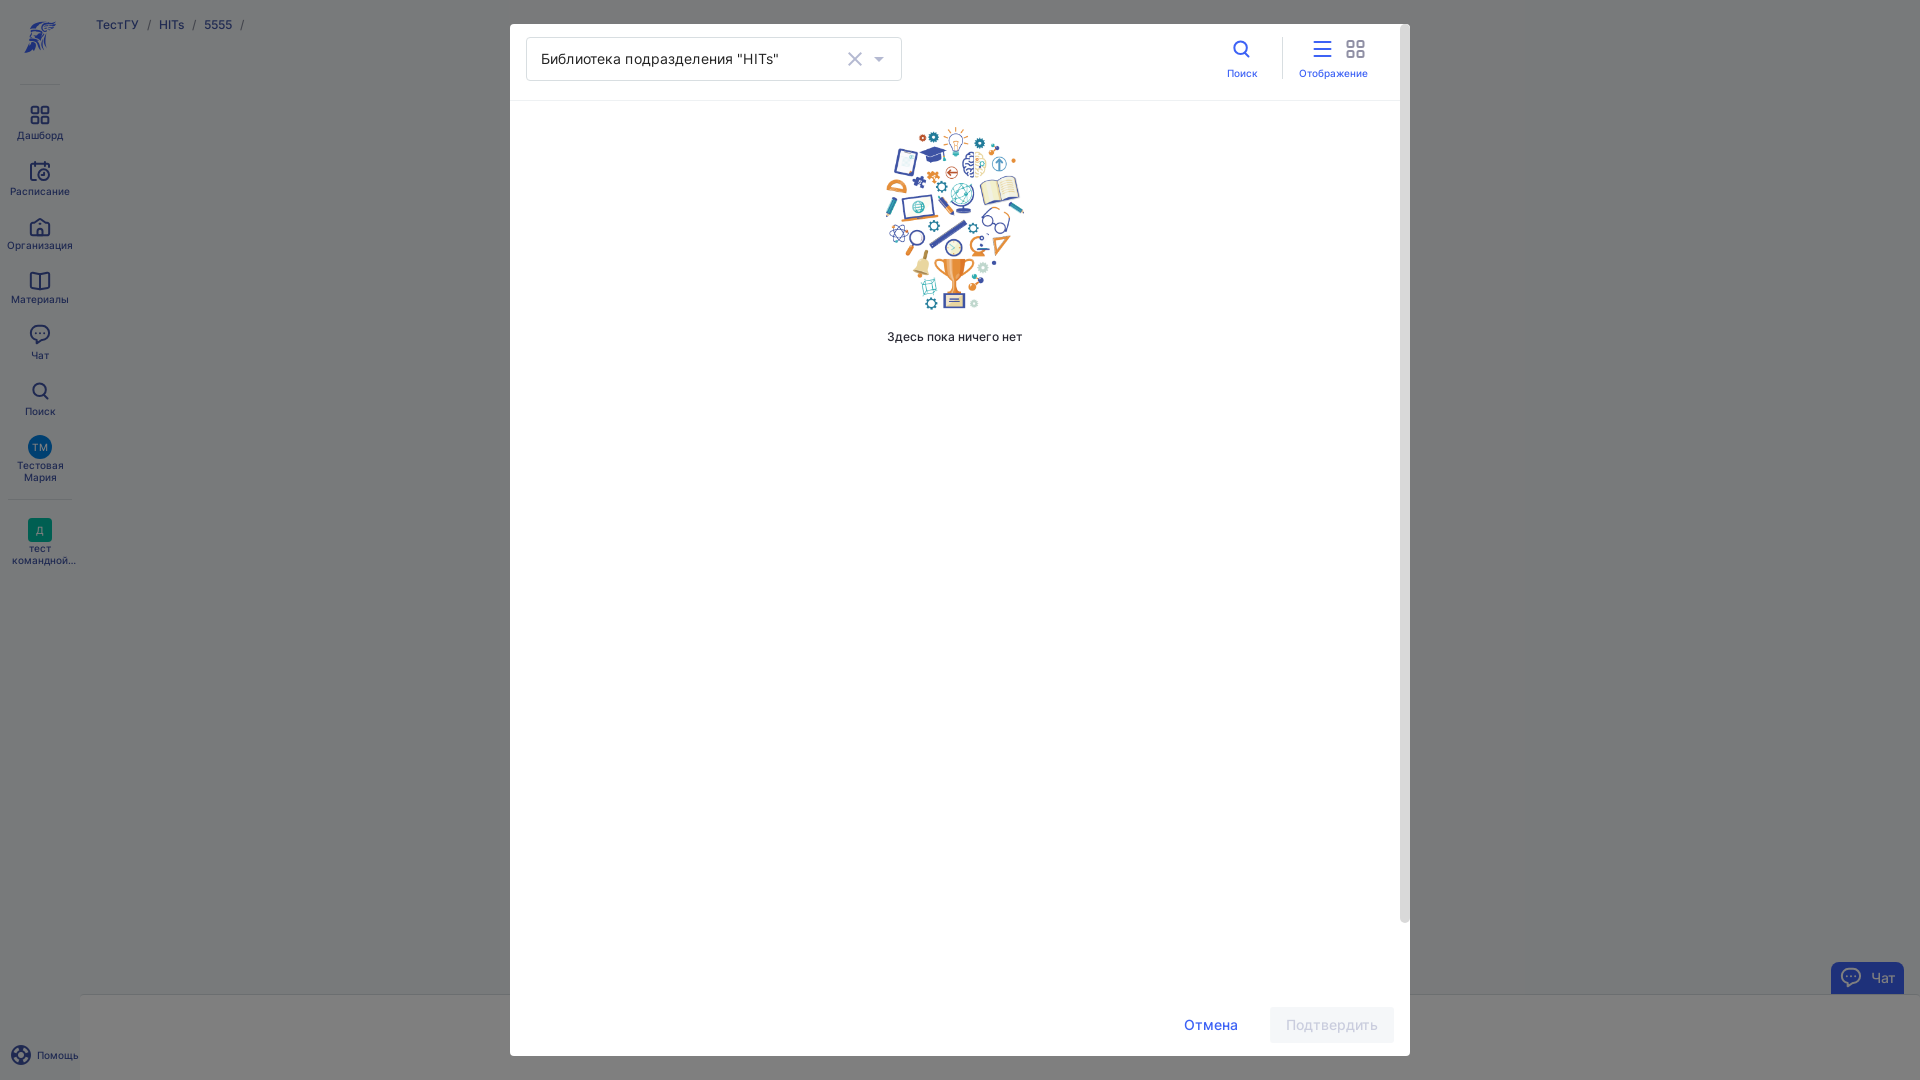 ТестГУ / HITs / 5555 /
Дашборд
Расписание
Организация
Материалы
Чат
Поиск
ТМ
Тестовая
Мария
Д
тест
командной...
Помощь
Библиотека подразделения "HITs"
Поиск
Отображение
Здесь пока ничего нет
Отмена
Подтвердить
Чат